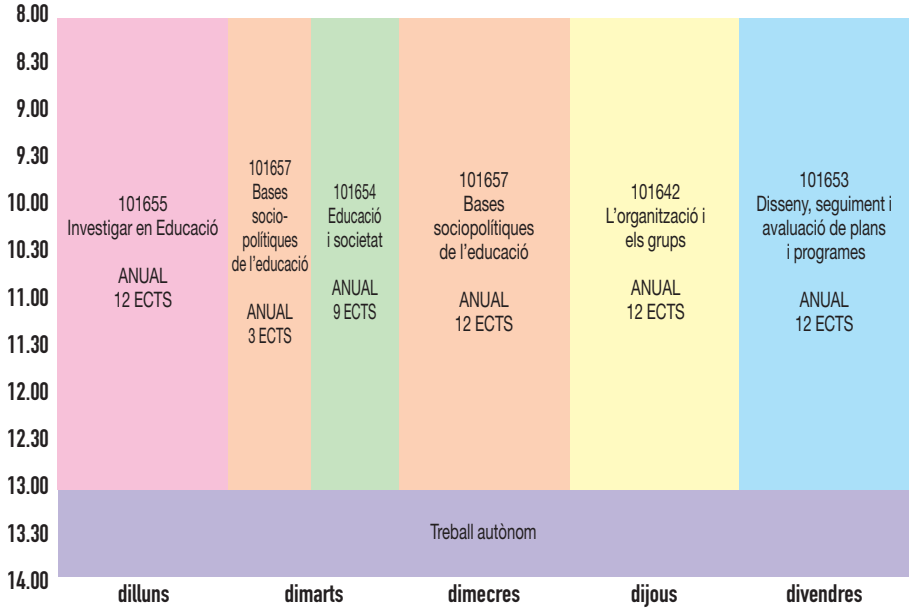 8.00
8.30
9.00
9.30
10.00
10.30
11.00
11.30
12.00
12.30
13.00
13.30
14.00
101655
Investigar en Educació
ANUAL
12 ECTS
101657
Bases
socio-
polítiques
de l’educació
ANUAL
3 ECTS
101654
Educació
i societat
ANUAL
9 ECTS
101657
Bases
sociopolítiques
de l’educació
ANUAL
12 ECTS
101642
L’organització i
els grups
ANUAL
12 ECTS
101653
Disseny, seguiment i
avaluació de plans
i programes
ANUAL
12 ECTS
Treball autònom
dilluns
dimarts
dimecres
dijous
divendres